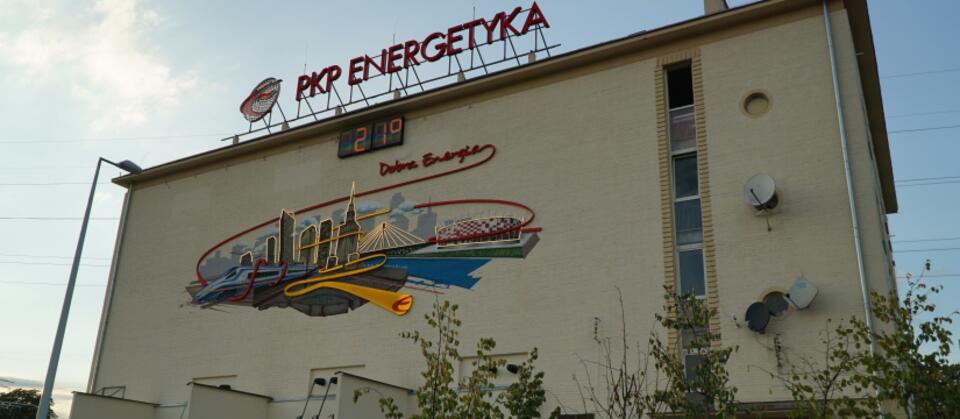 PKP ENERGETYKA
21°
Dobra Energia